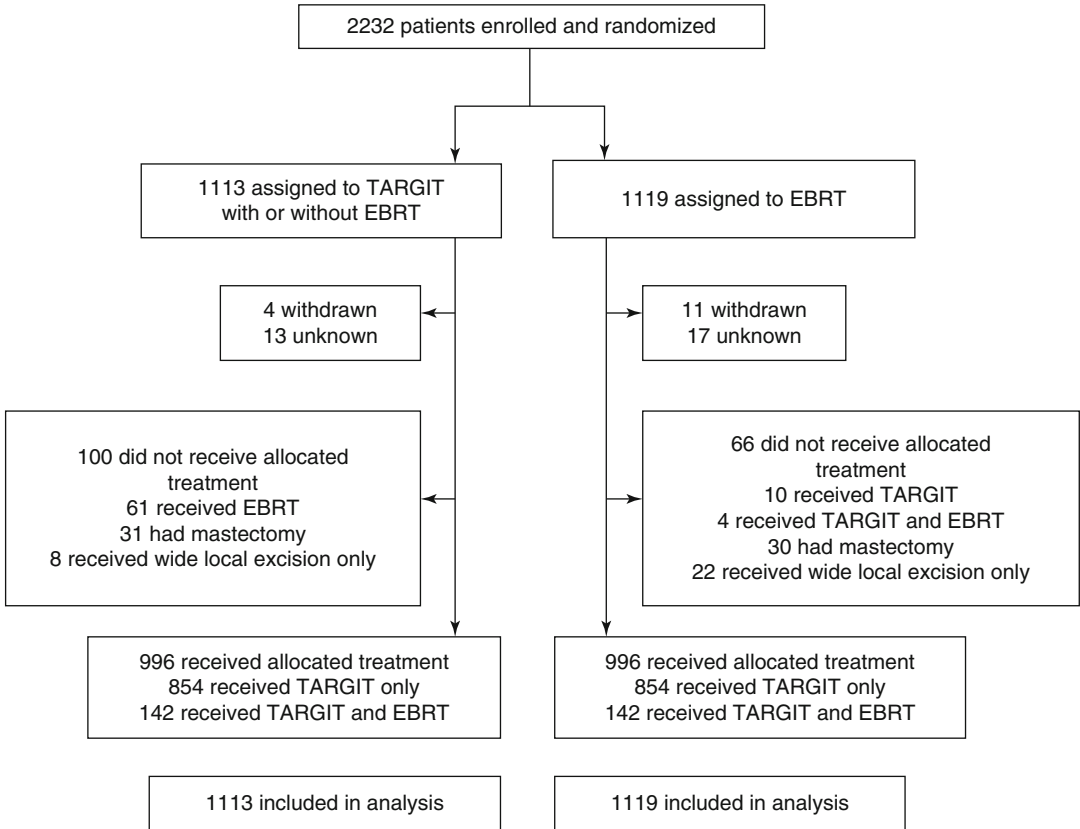 2232 patients enrolled and randomized
1113 assigned to TARGIT
with or without EBRT
1119 assigned to EBRT
4 withdrawn
13 unknown
11 withdrawn
17 unknown
100 did not receive allocated
treatment
61 received EBRT
31 had mastectomy
8 received wide local excision only
66 did not receive allocated
treatment
10 received TARGIT
4 received TARGIT and EBRT
30 had mastectomy
22 received wide local excision only
996 received allocated treatment
854 received TARGIT only
142 received TARGIT and EBRT
996 received allocated treatment
854 received TARGIT only
142 received TARGIT and EBRT
1113 included in analysis
1119 included in analysis